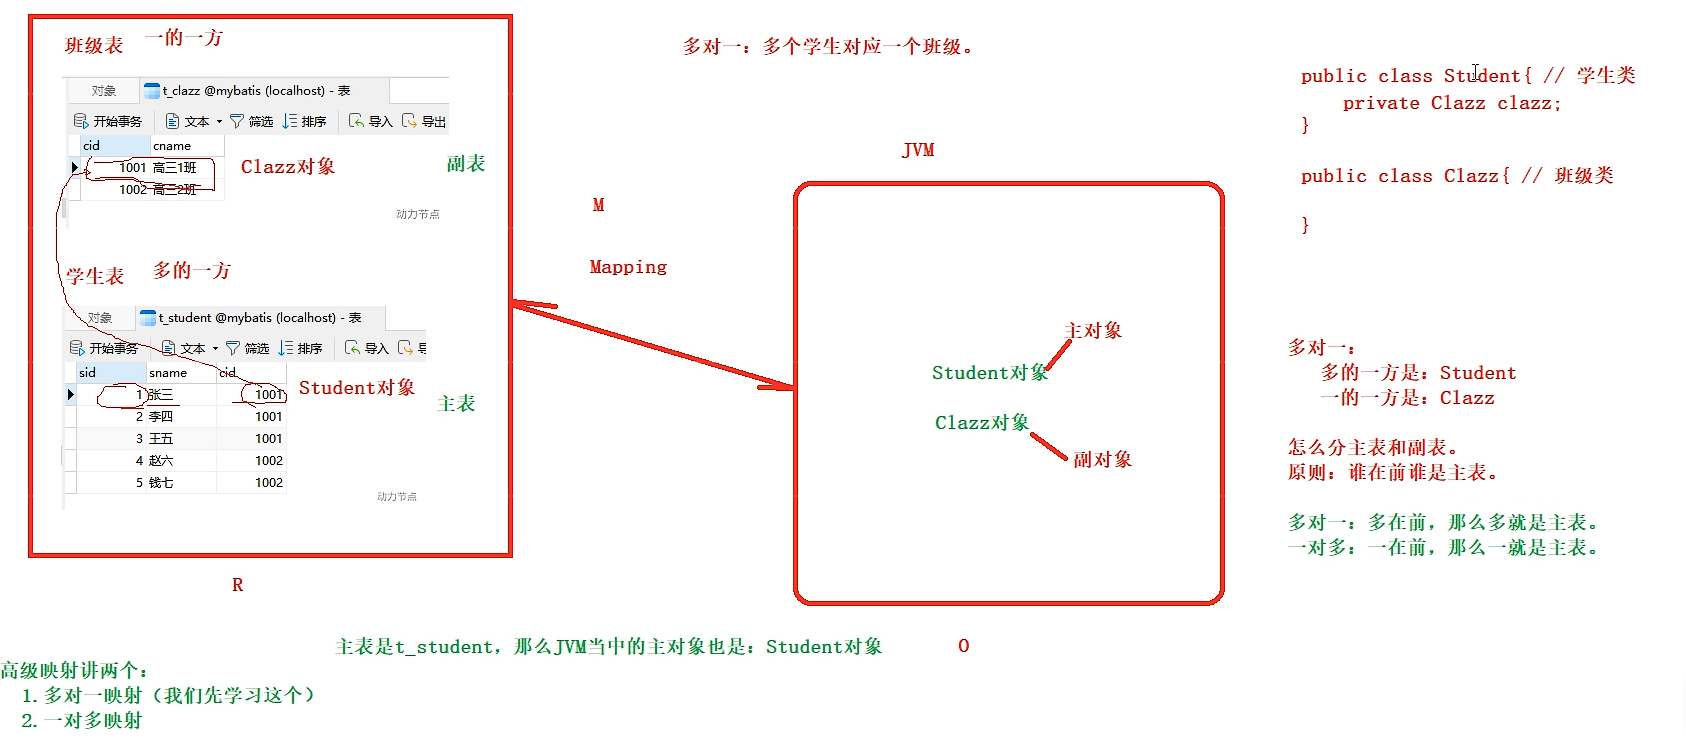 班级表 一的一方
对象 t_clazz @mybatis (localhost) - 表
开始事务 文本 筛选 排序 导入 导出
cid cname
1001 高三1班
1002 高三2班
Clazz对象
副表
动力节点
学生表 多的一方
对象 t_student @mybatis (localhost) - 表
开始事务 文本 筛选 排序 导入
sid sname cid
1 张三 1001
2 李四 1001
3 王五 1001
4 赵六 1002
5 钱七 1002
Student对象
主表
动力节点
R
多对一：多个学生对应一个班级。
M
Mapping
JVM
主对象
Student对象
Clazz对象
副对象
O
public class Student{ // 学生类
private Clazz clazz;
}
public class Clazz{ // 班级类
}
多对一：
多的一方是：Student
一的一方是：Clazz
怎么分主表和副表。
原则：谁在前谁是主表。
多对一：多在前，那么多就是主表。
一对多：一在前，那么一就是主表。
主表是t_student，那么JVM当中的主对象也是：Student对象
高级映射讲两个：
1.多对一映射（我们先学习这个）
2.一对多映射